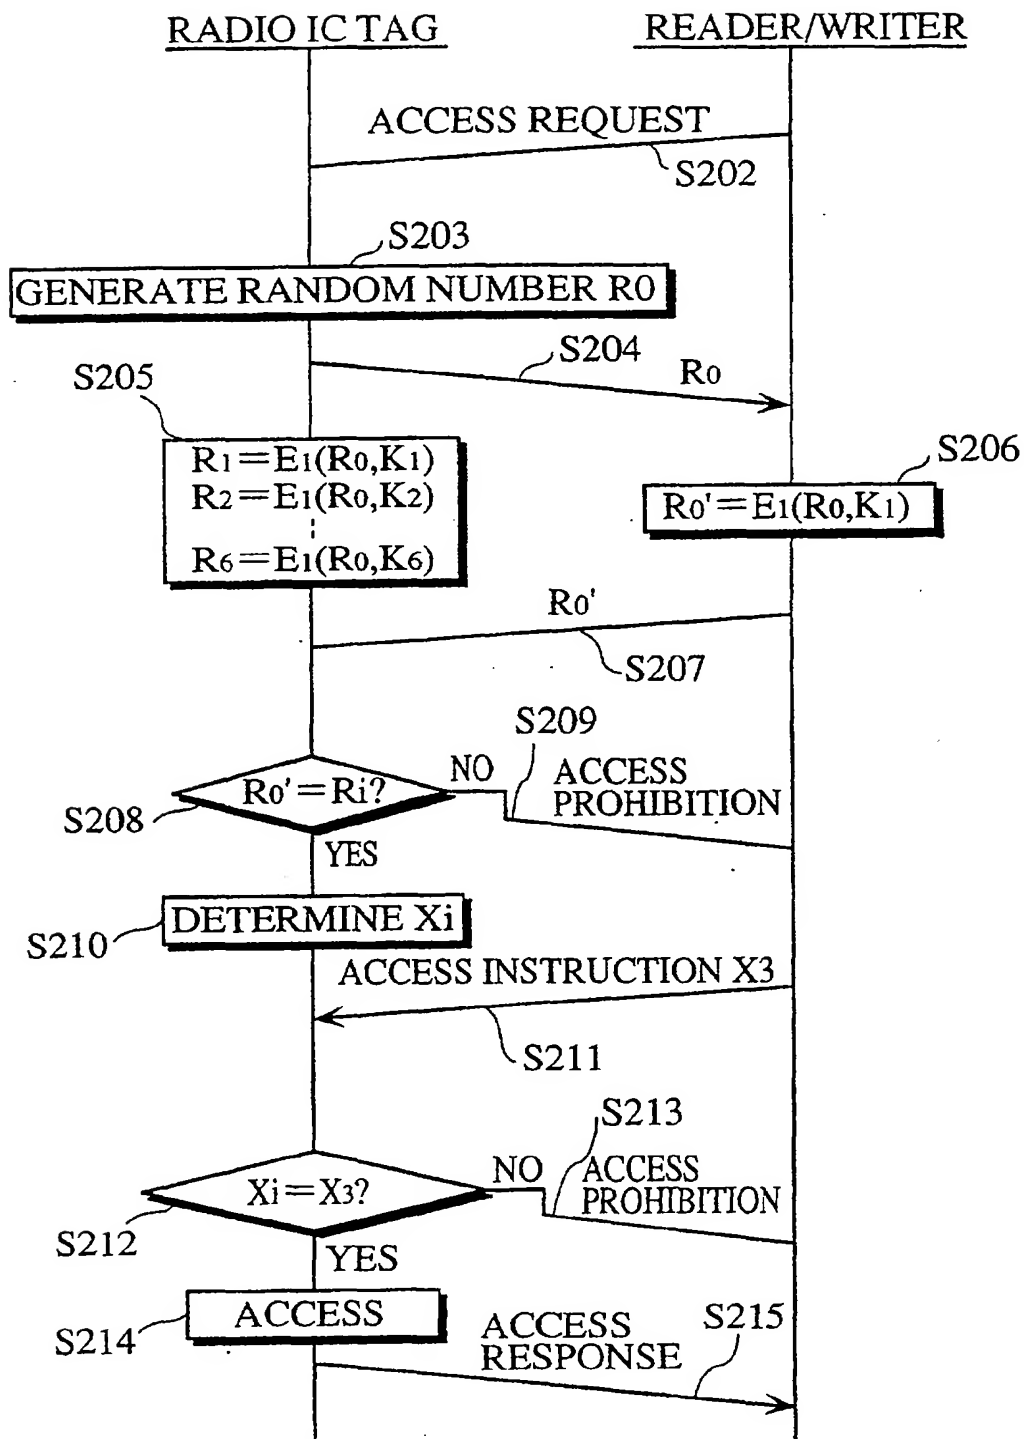 RADIO IC TAG
READER/WRITER
ACCESS REQUEST
S202
S203
GENERATE RANDOM NUMBER R0
S204
R0
S205
R1=E1(R0,K1)
R2=E1(R0,K2)
R6=E1(R0,K6)
S206
R0'=E1(R0,K1)
R0'
S207
S209
NO
ACCESS
PROHIBITION
R0'=Ri?
S208
YES
DETERMINE Xi
S210
ACCESS INSTRUCTION X3
S211
S213
NO
ACCESS
PROHIBITION
Xi=X3?
S212
YES
ACCESS
S214
ACCESS
RESPONSE
S215